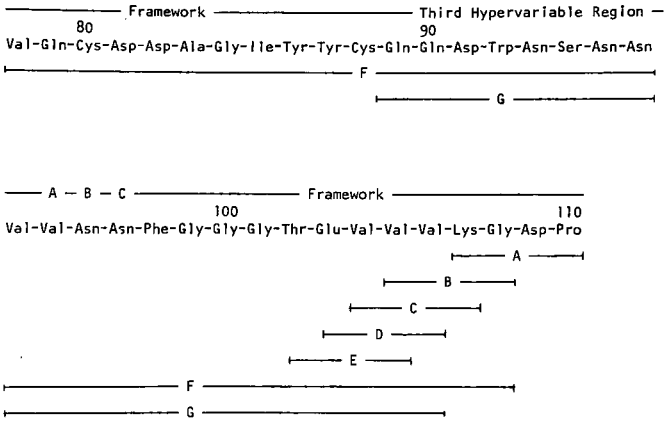 Framework Third Hypervariable Region
80 90
Val-Gln-Cys-Asp-Asp-Ala-Gly-Ile-Tyr-Tyr-Cys-Gln-Gln-Asp-Trp-Asn-Ser-Asn-Asn
F
G
A - B - C Framework
100 110
Val-Val-Asn-Asn-Phe-Gly-Gly-Gly-Thr-Glu-Val-Val-Val-Lys-Gly-Asp-Pro
A
B
C
D
E
F
G